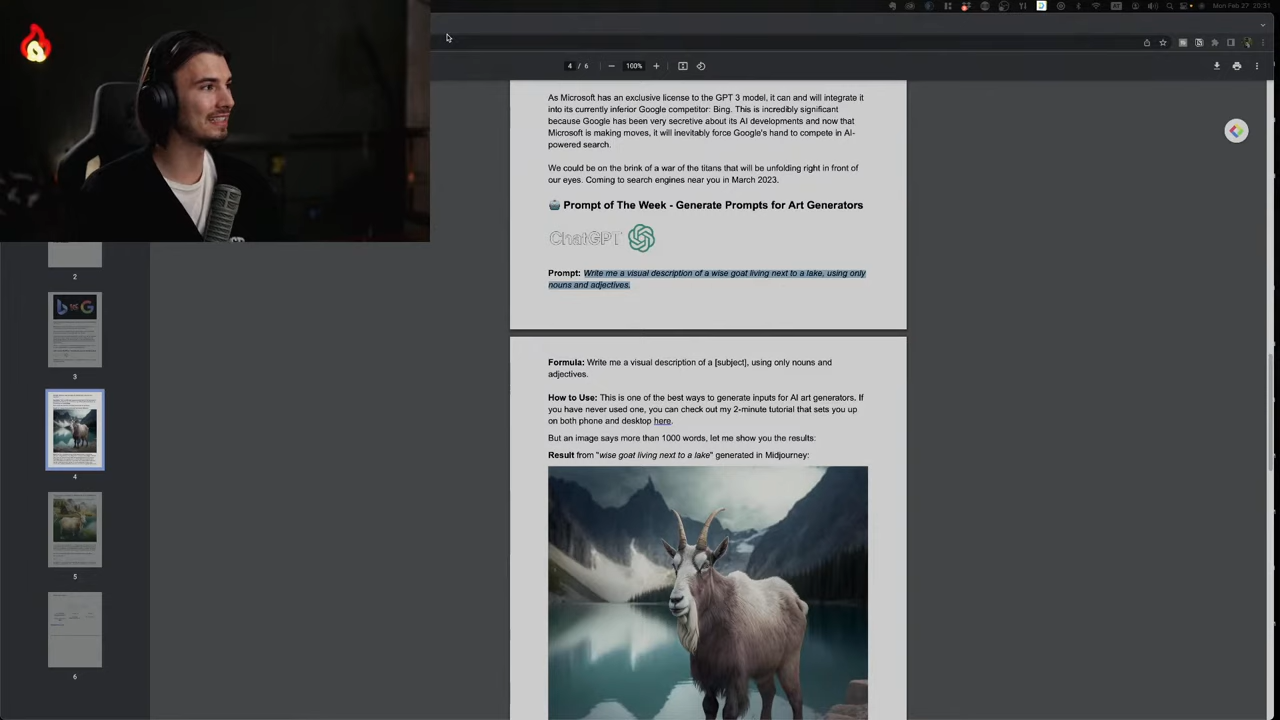 Mon Feb 27 20:31
4 / 6
100%
As Microsoft has an exclusive license to the GPT 3 model, it can and will integrate it
into its currently inferior Google competitor: Bing. This is incredibly significant
because Google has been very secretive about its AI developments and now that
Microsoft is making moves, it will inevitably force Google's hand to compete in AI-
powered search.
We could be on the brink of a war of the titans that will be unfolding right in front of
our eyes. Coming to search engines near you in March 2023.
Prompt of The Week - Generate Prompts for Art Generators
ChatGPT
Prompt: Write me a visual description of a wise goat living next to a lake, using only
nouns and adjectives.
Formula: Write me a visual description of a [subject], using only nouns and
adjectives.
How to Use: This is one of the best ways to generate inputs for AI art generators. If
you have never used one, you can check out my 2-minute tutorial that sets you up
on both phone and desktop here.
But an image says more than 1000 words, let me show you the results:
Result from "wise goat living next to a lake" generated in Midjourney:
2
3
4
5
6